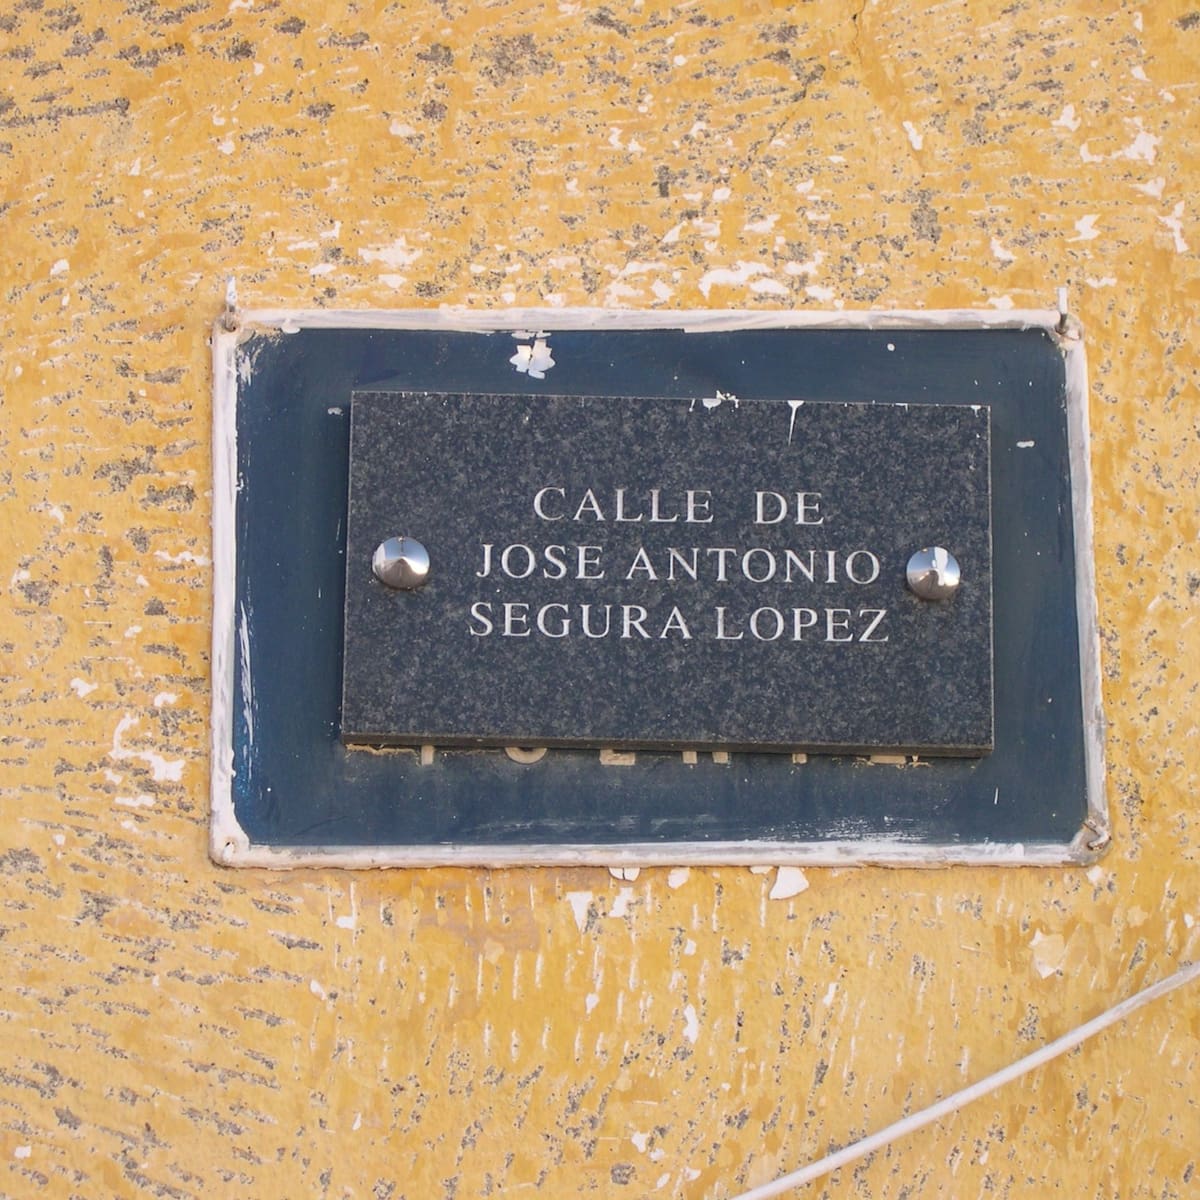 CALLE DE
JOSE ANTONIO
SEGURA LOPEZ